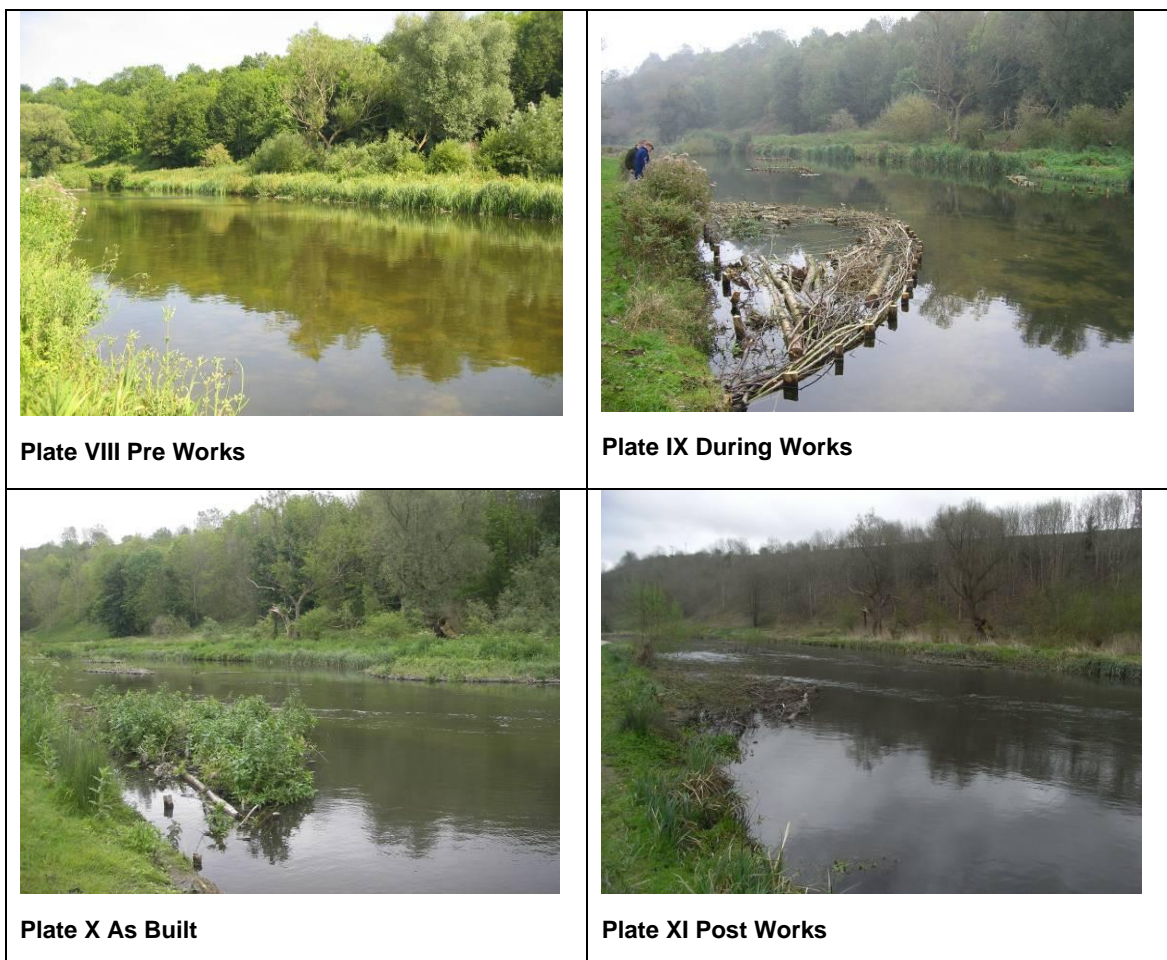 Plate VIII Pre Works
Plate IX During Works
Plate X As Built
Plate XI Post Works